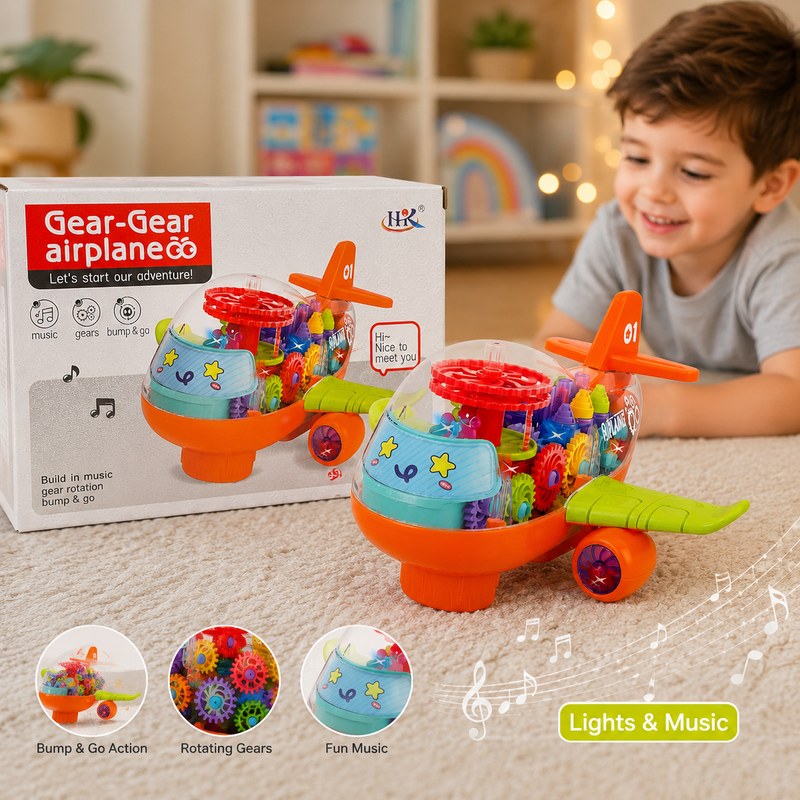 Gear-Gear
airplane
Let's start our adventure!
HK®
music
gears
bump & go
01
Hi~
Nice to
meet you
Build in music
gear rotation
bump & go
01
Bump & Go Action
Rotating Gears
Fun Music
Lights & Music